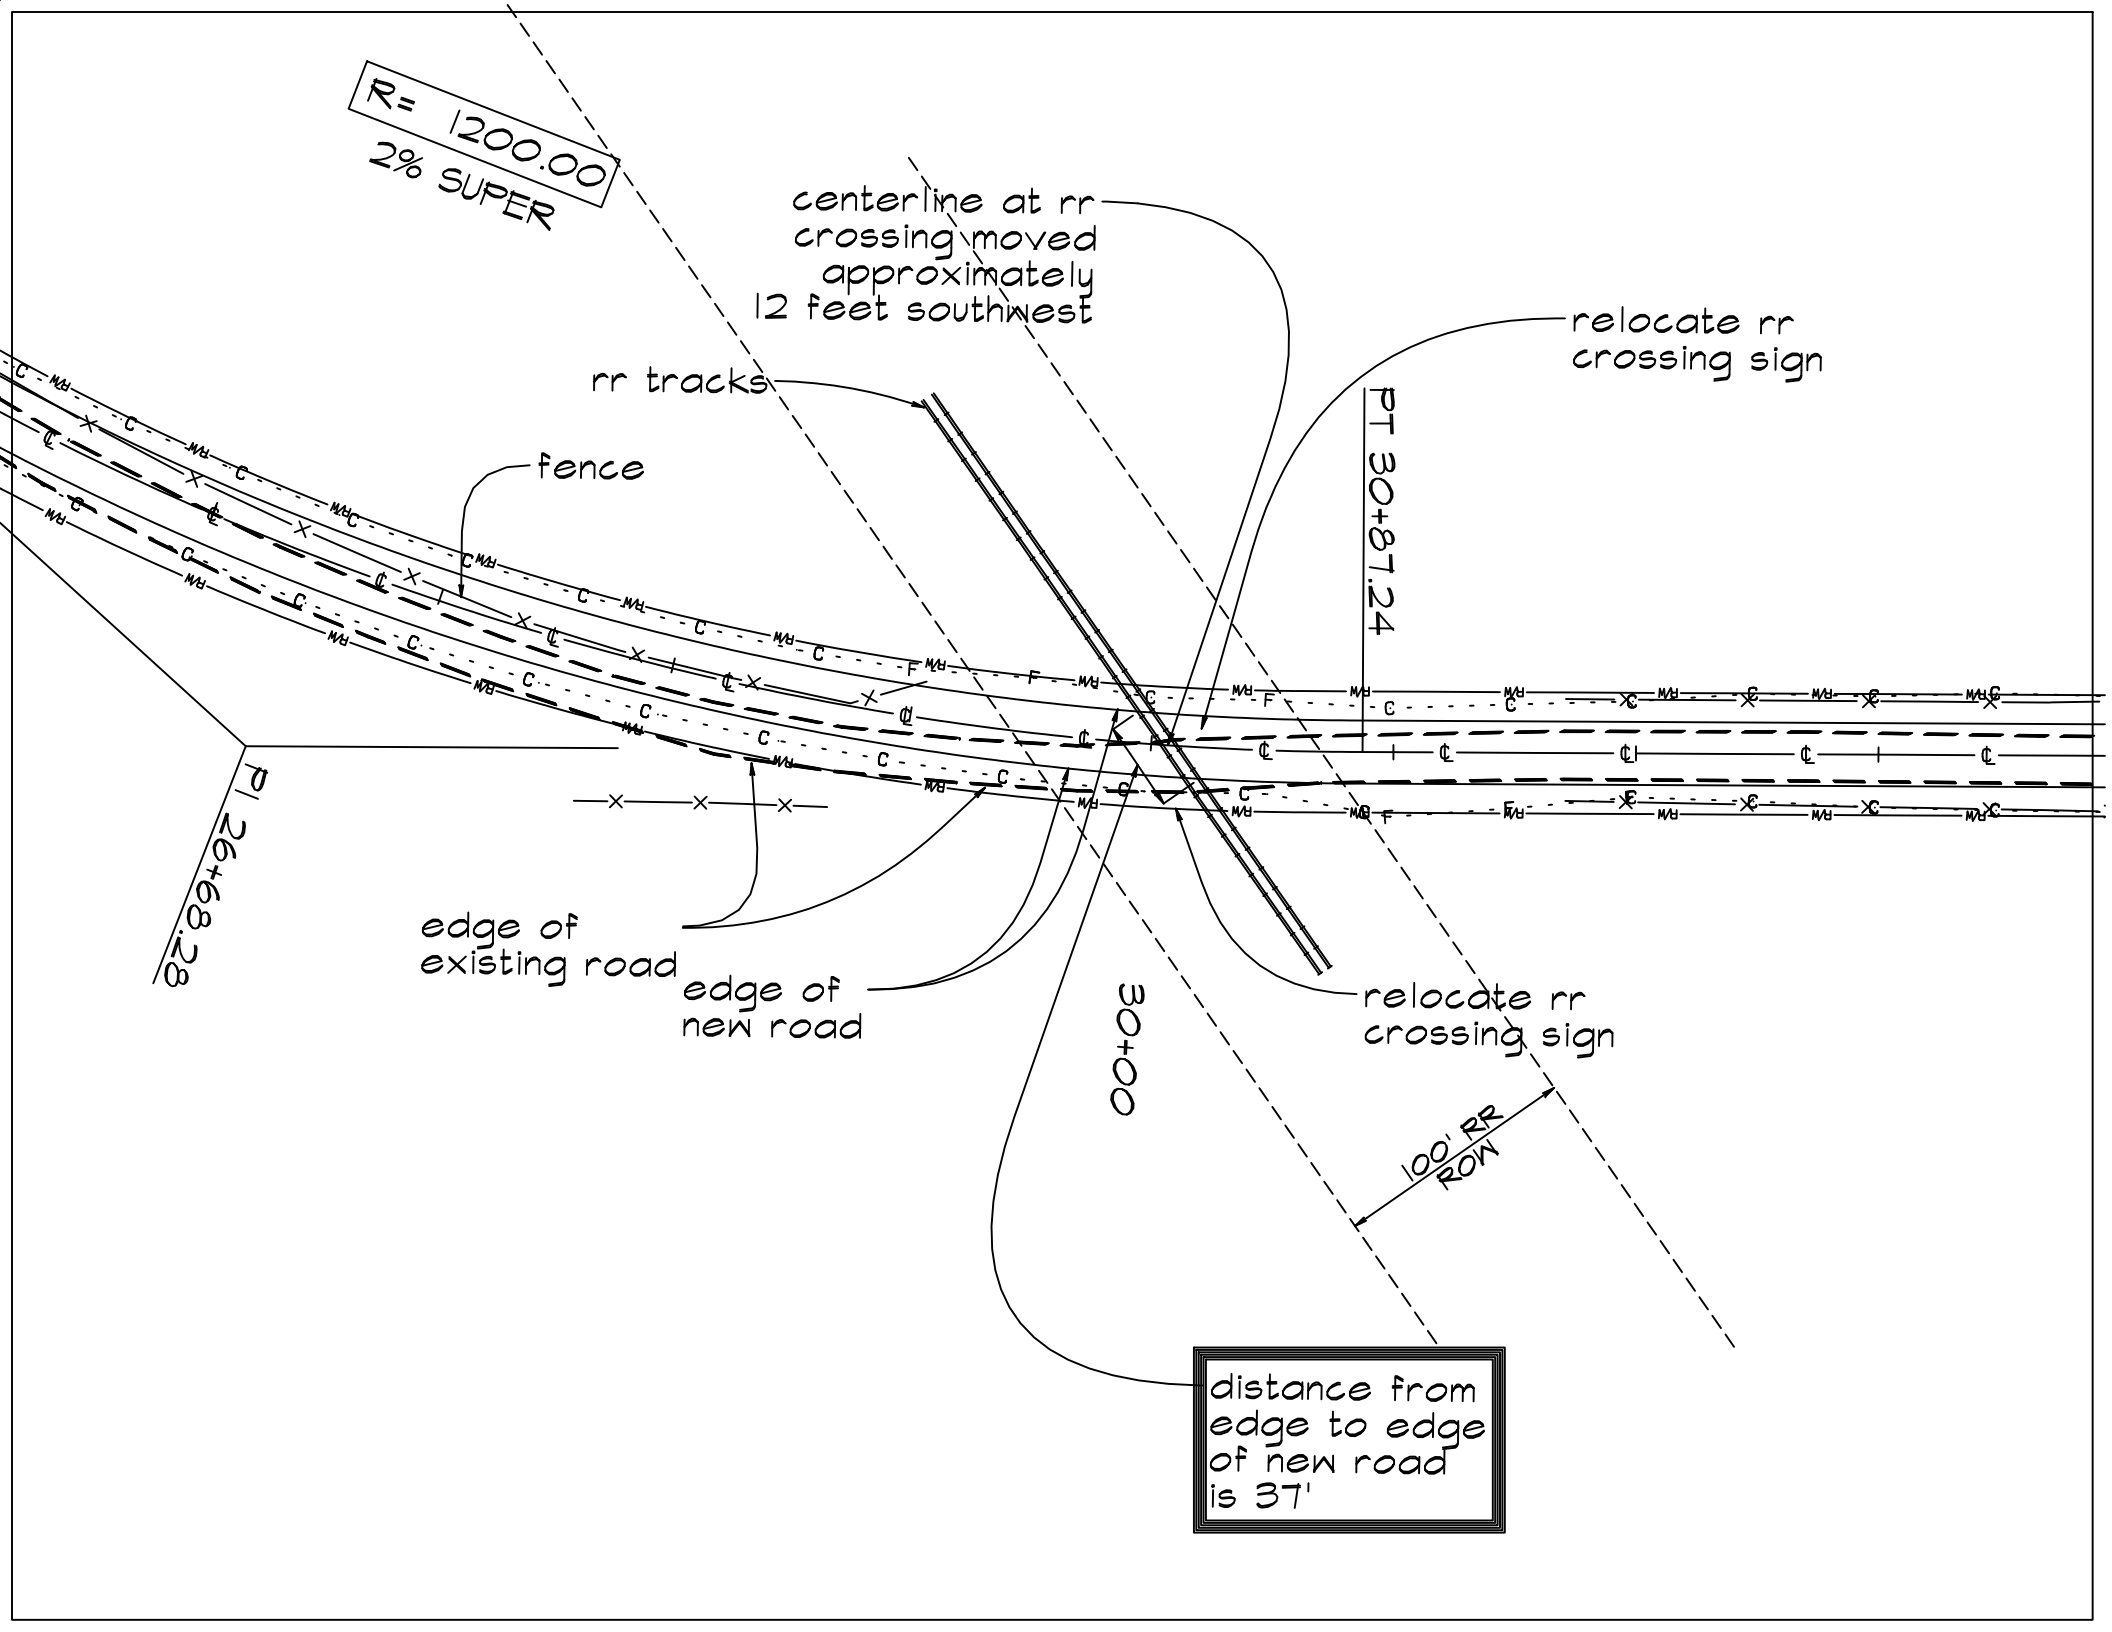 R= 1200.00
2% SUPER
centerline at rr
crossing moved
approximately
12 feet southwest
relocate rr
crossing sign
rr tracks
fence
PT 30+87.24
PI 26+68.28
edge of
existing road
edge of
new road
30+00
relocate rr
crossing sign
100' RR
ROW
distance from
edge to edge
of new road
is 37'